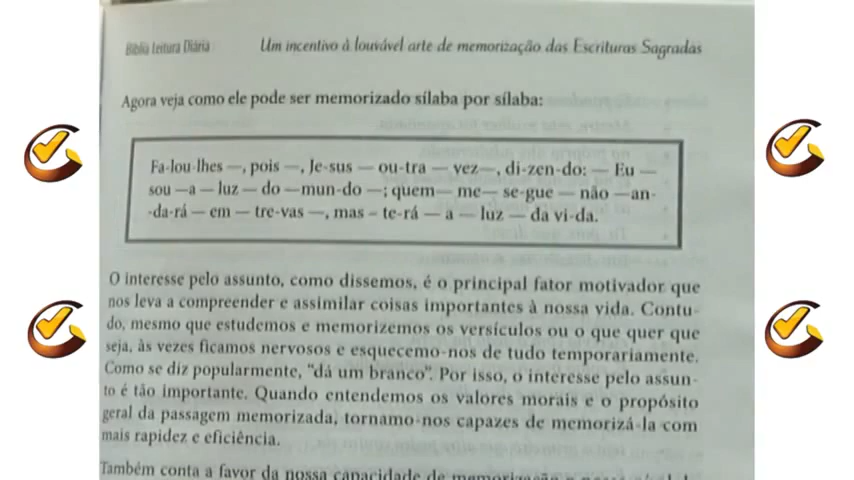 Bíblia Leitura Diária Um incentivo à louvável arte de memorização das Escrituras Sagradas
Agora veja como ele pode ser memorizado sílaba por sílaba:
Fa-lou-lhes —, pois —, Je-sus — ou-tra — vez—, di-zen-do: — Eu —
sou —a — luz — do —mun-do —; quem— me— se-gue — não —an-
-da-rá — em — tre-vas —, mas – te-rá — a — luz — da vi-da.
O interesse pelo assunto, como dissemos, é o principal fator motivador que
nos leva a compreender e assimilar coisas importantes à nossa vida. Contu-
do, mesmo que estudemos e memorizemos os versículos ou o que quer que
seja, às vezes ficamos nervosos e esquecemo-nos de tudo temporariamente.
Como se diz popularmente, “dá um branco”. Por isso, o interesse pelo assun-
to é tão importante. Quando entendemos os valores morais e o propósito
geral da passagem memorizada, tornamo-nos capazes de memorizá-la com
mais rapidez e eficiência.
Também conta a favor da nossa capacidade de memorização o nosso